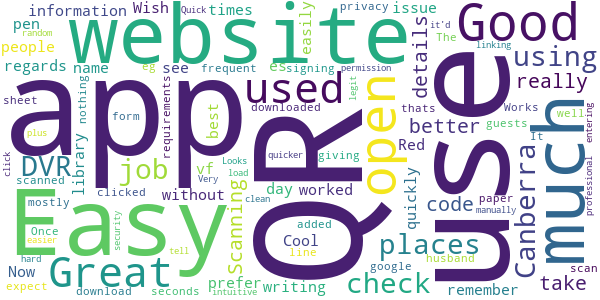 information
Wish
Quick
times
privacy
issue
Good
website
pen
random
people
easily
it'd
The
linking
details
using
regards
name
eg
see
frequent
es
signing
permission
app
used
open
really
sheet
nothing
requirements
downloaded
legit
thats
Works
entering
form
best
better
guests
well
much
click
plus
library
DVR
job
quicker
giving
Red
It
QR
use
scanned
vf
Looks
Very
load
day
worked
quickly
code
paper
manually
professional
mostly
clicked
without
clean
Canberra
Easy
Scanning
added
places
scan
Once
security
Cool
line
husband
hard
easier
Now
Great
tell
prefer
google
check
take
expect
download
seconds
intuitive
writing
remember